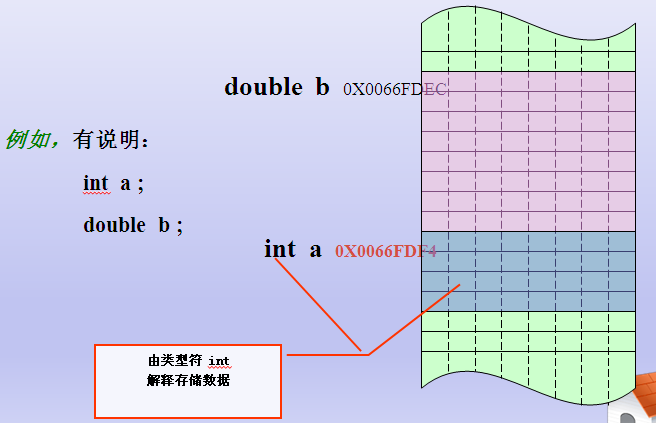 double b 0X0066FDEC
例如，有说明：
int a ;
double b ;
int a 0X0066FDF4
由类型符 int
解释存储数据